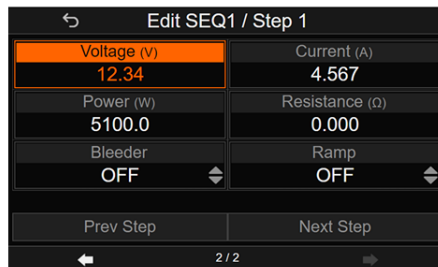 Edit SEQ1 / Step 1
Voltage (V)
12.34
Current (A)
4.567
Power (W)
5100.0
Resistance (Ω)
0.000
Bleeder
OFF
Ramp
OFF
Prev Step
Next Step
2 / 2